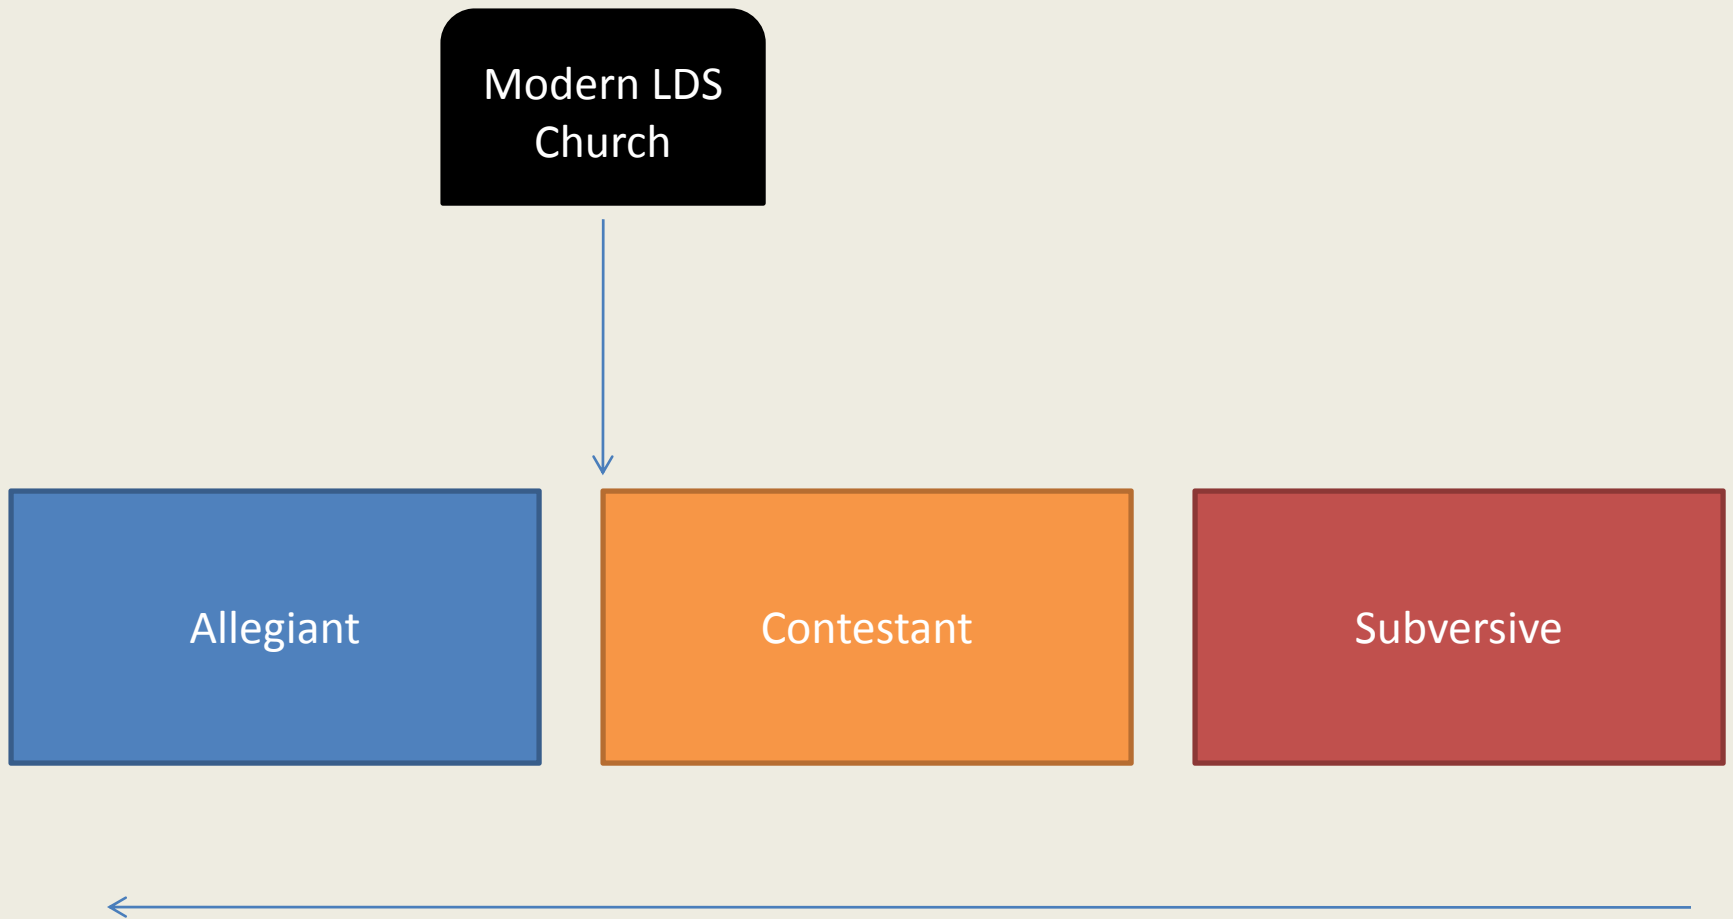 Modern LDS
Church
Allegiant
Contestant
Subversive